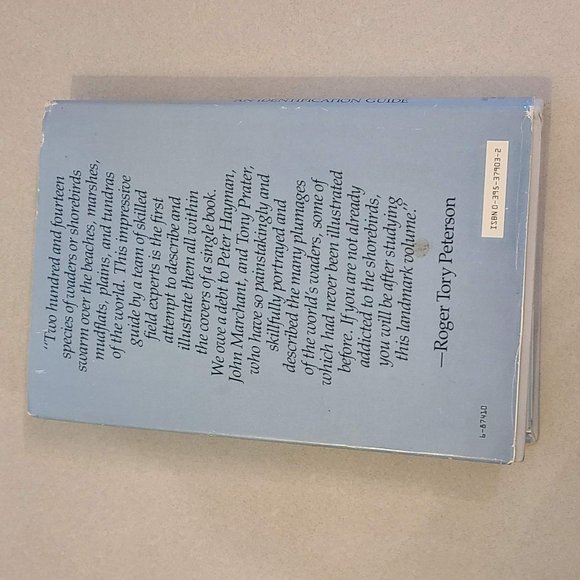 AN IDENTIFICATION GUIDE
"Two hundred and fourteen
species of waders or shorebirds
swarm over the beaches, marshes,
mudflats, plains, and tundras
of the world. This impressive
guide by a team of skilled
field experts is the first
attempt to describe and
illustrate them all within
the covers of a single book.
We owe a debt to Peter Hayman,
John Marchant, and Tony Prater,
who have so painstakingly and
skillfully portrayed and
described the many plumages
of the world's waders, some of
which had never been illustrated
before. If you are not already
addicted to the shorebirds,
you will be after studying
this landmark volume."
—Roger Tory Peterson
6-87410
ISBN 0-395-37903-2